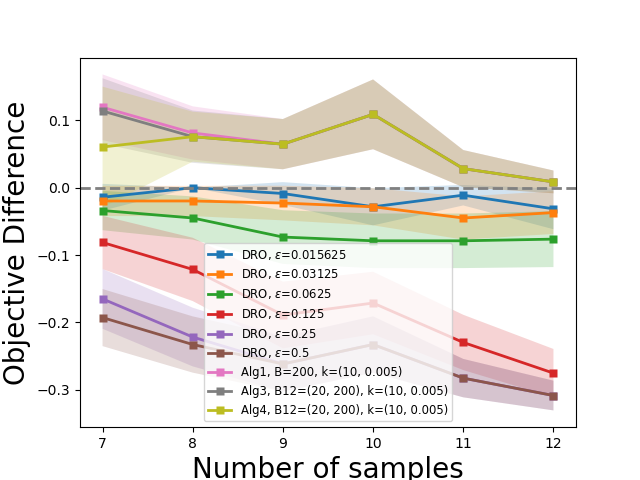 Objective Difference
0.1
0.0
−0.1
−0.2
−0.3
DRO, ε=0.015625
DRO, ε=0.03125
DRO, ε=0.0625
DRO, ε=0.125
DRO, ε=0.25
DRO, ε=0.5
Alg1, B=200, k=(10, 0.005)
Alg3, B12=(20, 200), k=(10, 0.005)
Alg4, B12=(20, 200), k=(10, 0.005)
7 8 9 10 11 12
Number of samples